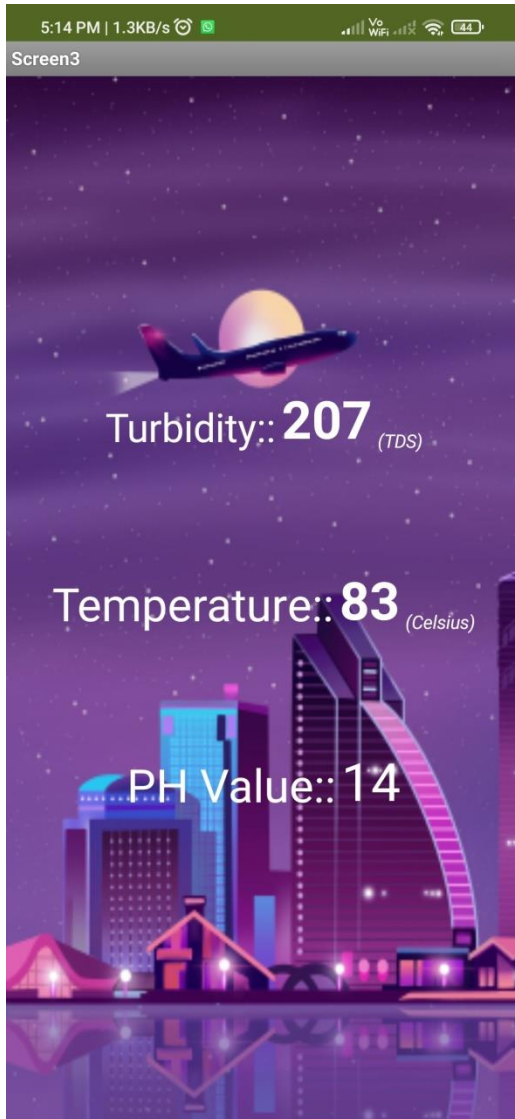 5:14 PM | 1.3KB/s Vo WiFi 44
Screen3
Turbidity:: 207 (TDS)
Temperature:: 83 (Celsius)
PH Value:: 14